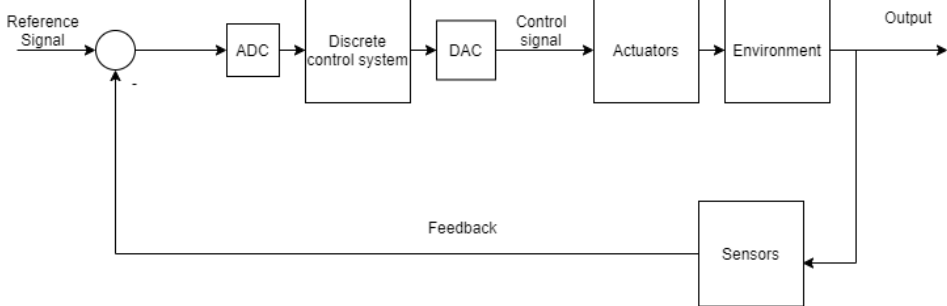 Reference
Signal
ADC
Discrete
control system
DAC
Control
signal
Actuators
Environment
Output
-
Feedback
Sensors